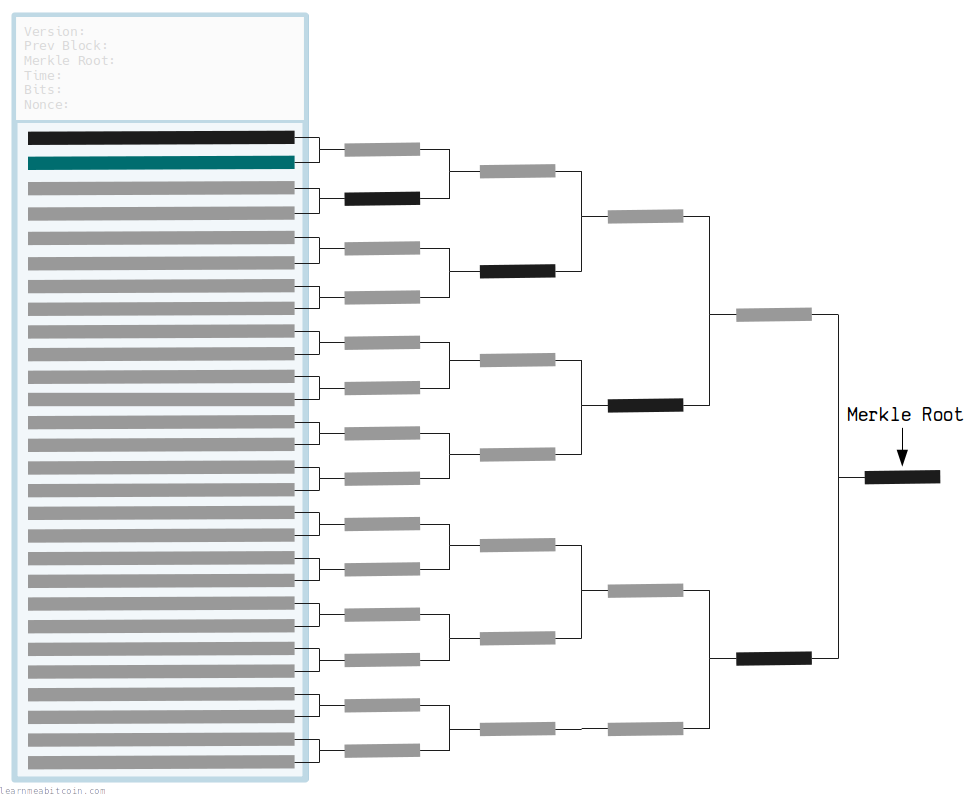 Version:
Prev Block:
Merkle Root:
Time:
Bits:
Nonce:
Merkle Root
learnmeabitcoin.com